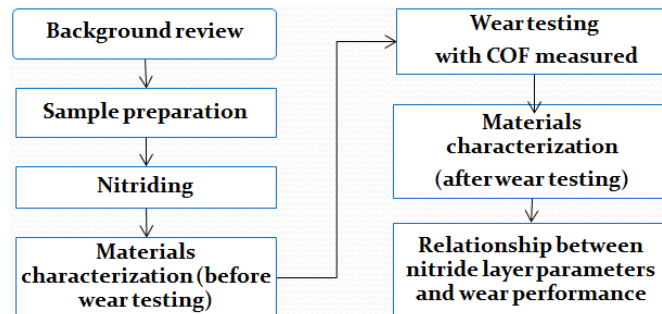 Background review
Sample preparation
Nitriding
Materials
characterization (before
wear testing)
Wear testing
with COF measured
Materials
characterization
(after wear testing)
Relationship between
nitride layer parameters
and wear performance